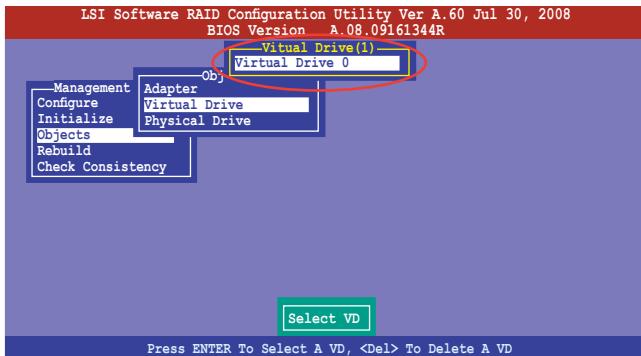 LSI Software RAID Configuration Utility Ver A.60 Jul 30, 2008
BIOS Version A.08.09161344R
Vitual Drive(1)
Virtual Drive 0
Obj
Adapter
Virtual Drive
Physical Drive
Management
Configure
Initialize
Objects
Rebuild
Check Consistency
Select VD
Press ENTER To Select A VD, <Del> To Delete A VD